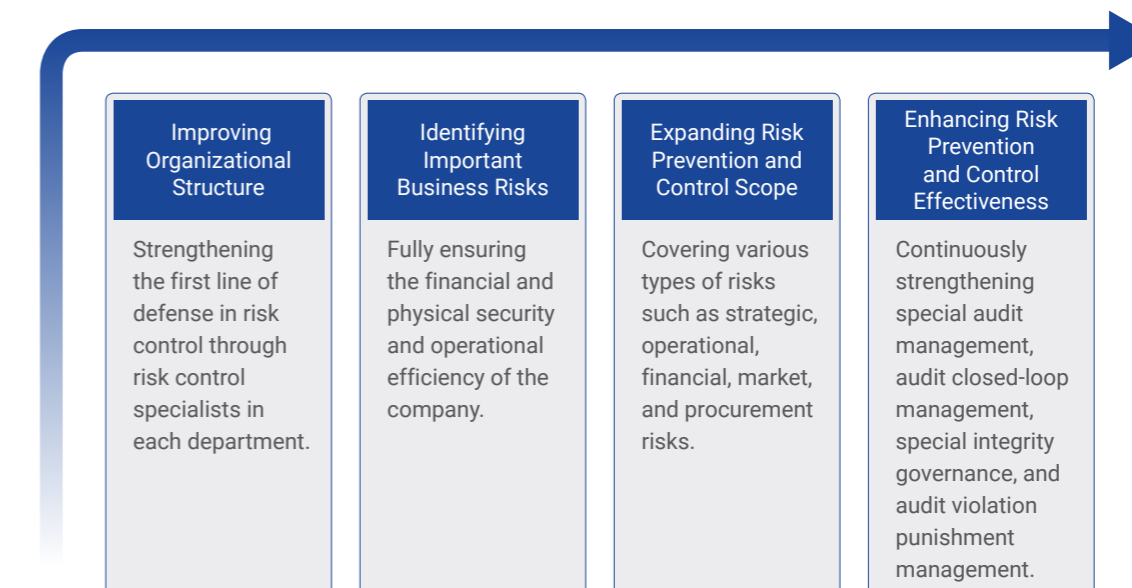 Improving
Organizational
Structure
Strengthening
the first line of
defense in risk
control through
risk control
specialists in
each department.
Identifying
Important
Business Risks
Fully ensuring
the financial and
physical security
and operational
efficiency of the
company.
Expanding Risk
Prevention and
Control Scope
Covering various
types of risks
such as strategic,
operational,
financial, market,
and procurement
risks.
Enhancing Risk
Prevention
and Control
Effectiveness
Continuously
strengthening
special audit
management,
audit closed-loop
management,
special integrity
governance, and
audit violation
punishment
management.